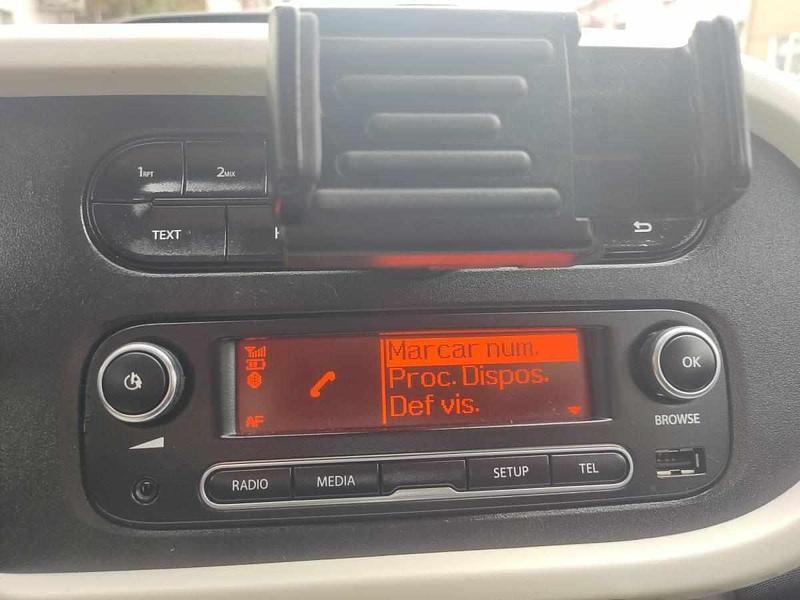 1RPT
2MIX
TEXT
AF
Marcar num.
Proc. Dispos.
Def vis.
OK
BROWSE
RADIO
MEDIA
SETUP
TEL